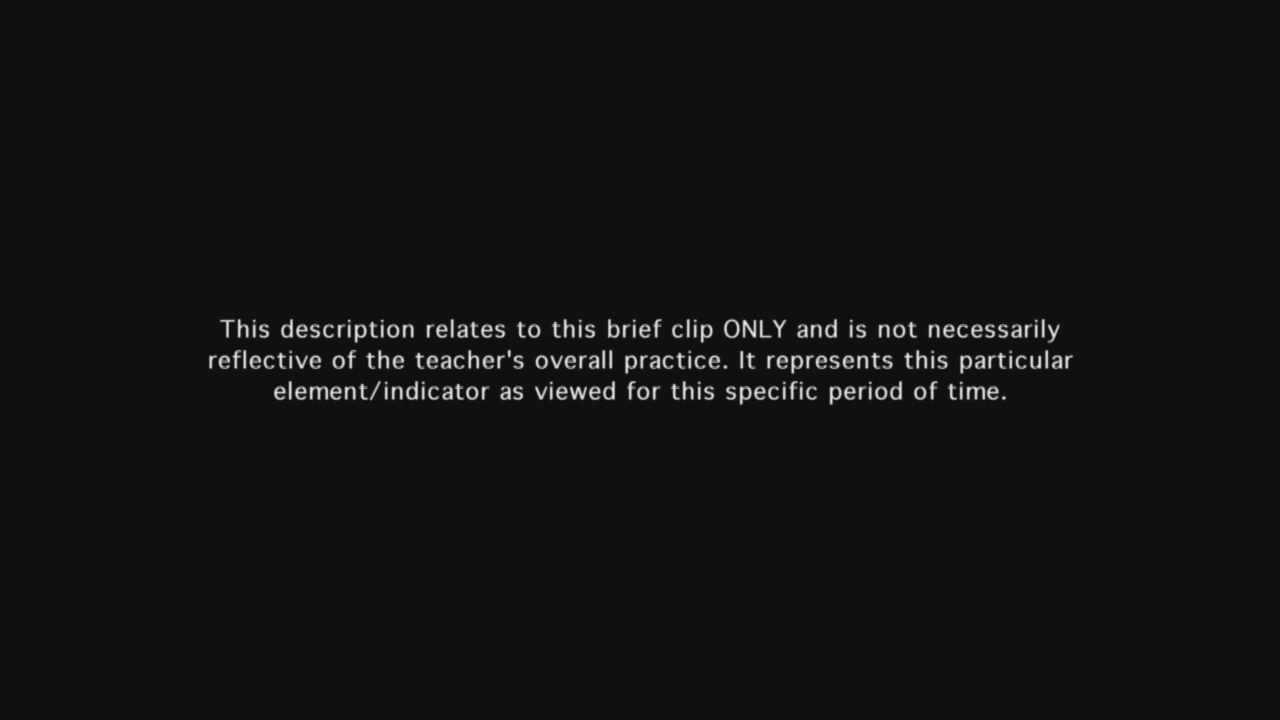 This description relates to this brief clip ONLY and is not necessarily
reflective of the teacher's overall practice. It represents this particular
element/indicator as viewed for this specific period of time.